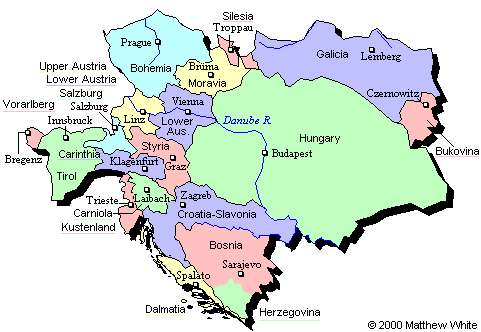 Silesia
Troppau
Prague
Bohemia
Galicia
Lemberg
Upper Austria
Lower Austria
Bruma
Moravia
Salzburg
Salzburg
Vienna
Czernowitz
Vorarlberg
Innsbruck
Linz
Lower
Aus.
Danube R.
Hungary
Bregenz
Carinthia
Styria
Budapest
Bukovina
Klagenfurt
Graz
Tirol
Trieste
Laibach
Zagreb
Carniola
Croatia-Slavonia
Kustenland
Bosnia
Spalato
Sarajevo
Dalmatia
Herzegovina
© 2000 Matthew White